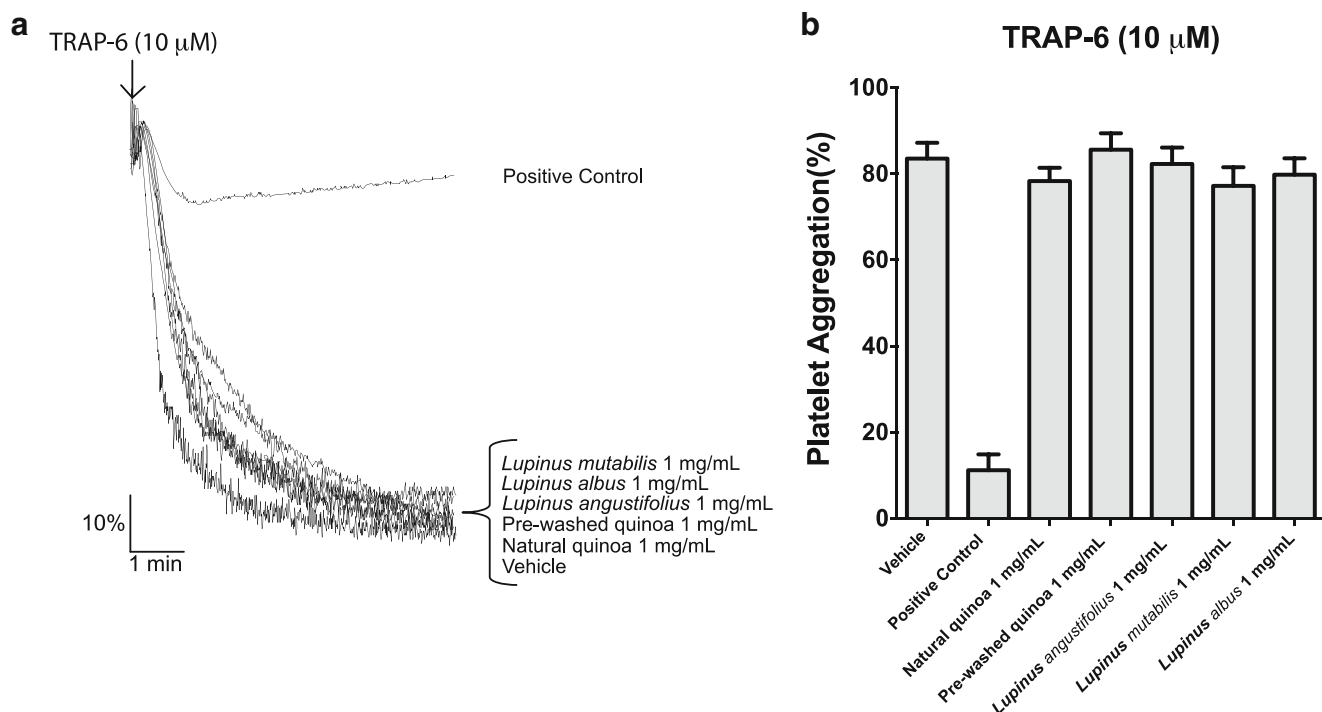 a
TRAP-6 (10 μM)
Positive Control
Lupinus mutabilis 1 mg/mL
Lupinus albus 1 mg/mL
Lupinus angustifolius 1 mg/mL
Pre-washed quinoa 1 mg/mL
Natural quinoa 1 mg/mL
Vehicle
10%
1 min
b
TRAP-6 (10 μM)
Platelet Aggregation(%)
100
80
60
40
20
0
Vehicle
Positive Control
Natural quinoa 1 mg/mL
Pre-washed quinoa 1 mg/mL
Lupinus angustifolius 1 mg/mL
Lupinus mutabilis 1 mg/mL
Lupinus albus 1 mg/mL